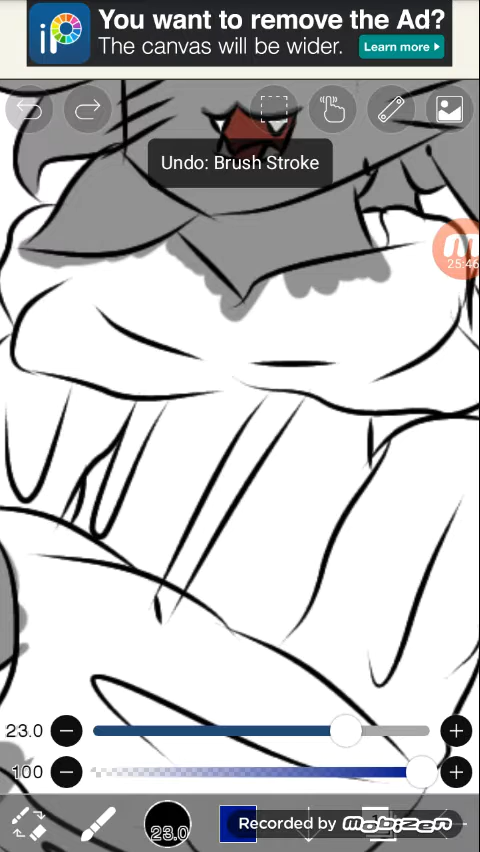 iP
You want to remove the Ad?
The canvas will be wider.
Learn more
Undo: Brush Stroke
25:46
23.0
100
23.0
Recorded by mobizen